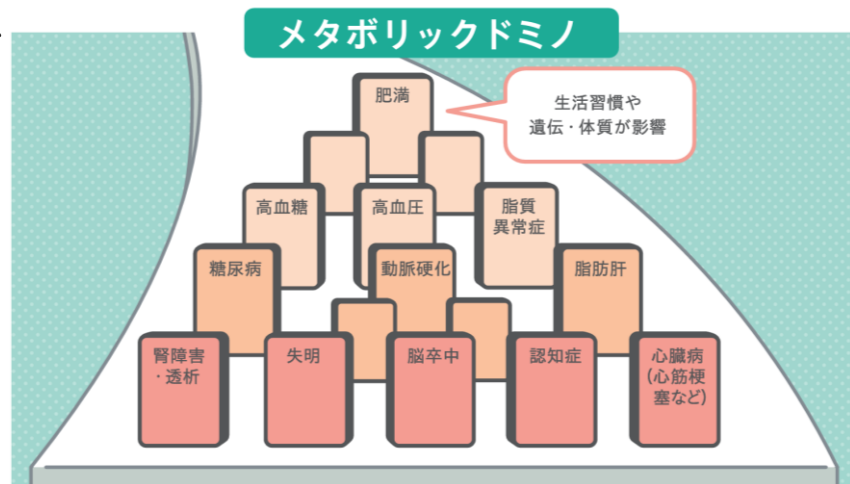 メタボリックドミノ
肥満
生活習慣や
遺伝・体質が影響
高血糖
高血圧
脂質
異常症
糖尿病
動脈硬化
脂肪肝
腎障害
・透析
失明
脳卒中
認知症
心臓病
(心筋梗
塞など)